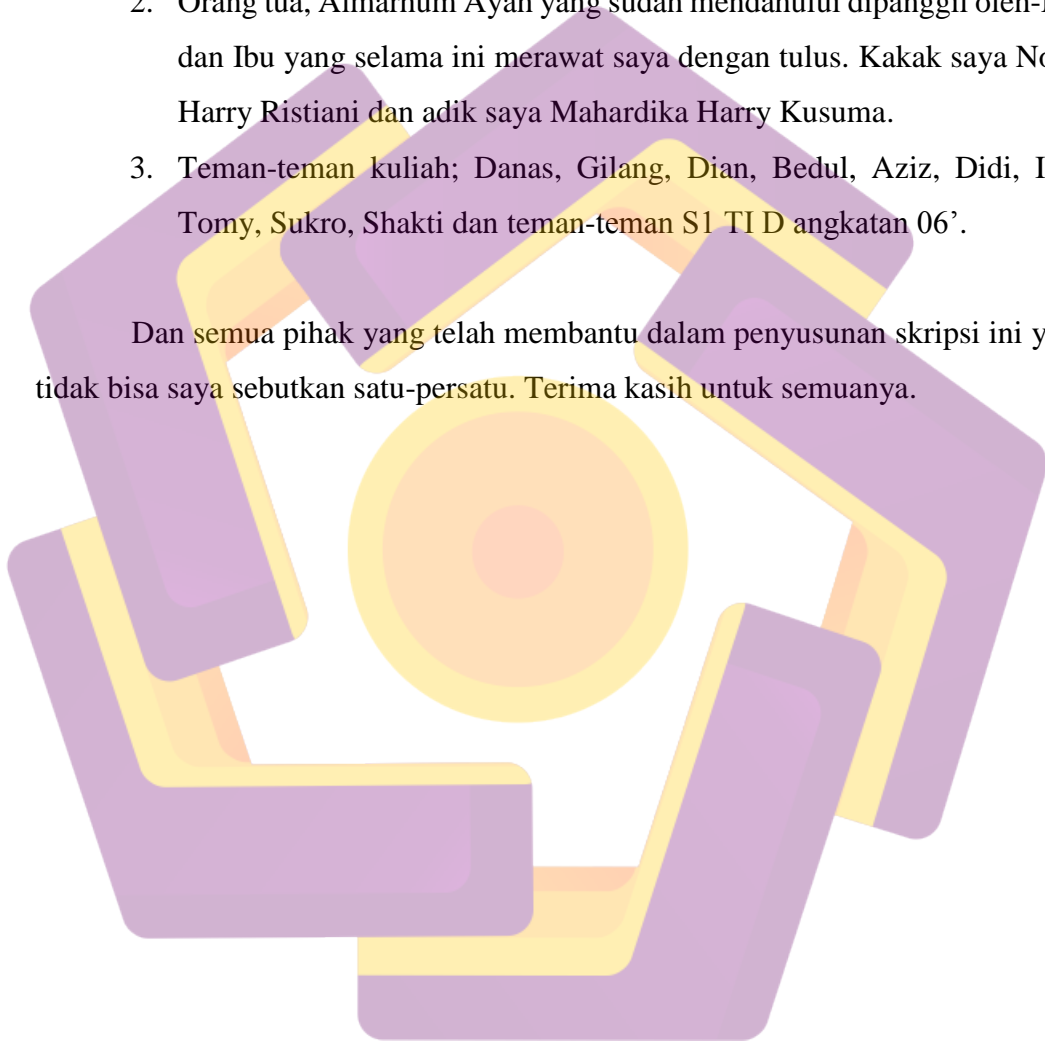 2. Orang tua, Almarhum Ayah yang sudah mendahului dipanggil oleh-
dan Ibu yang selama ini merawat saya dengan tulus. Kakak saya
Harry Ristiani dan adik saya Mahardika Harry Kusuma.
3. Teman-teman kuliah; Danas, Gilang, Dian, Bedul, Aziz, Didi,
Tomy, Sukro, Shakti dan teman-teman S1 TI D angkatan 06’.
Dan semua pihak yang telah membantu dalam penyusunan skripsi ini
tidak bisa saya sebutkan satu-persatu. Terima kasih untuk semuanya.